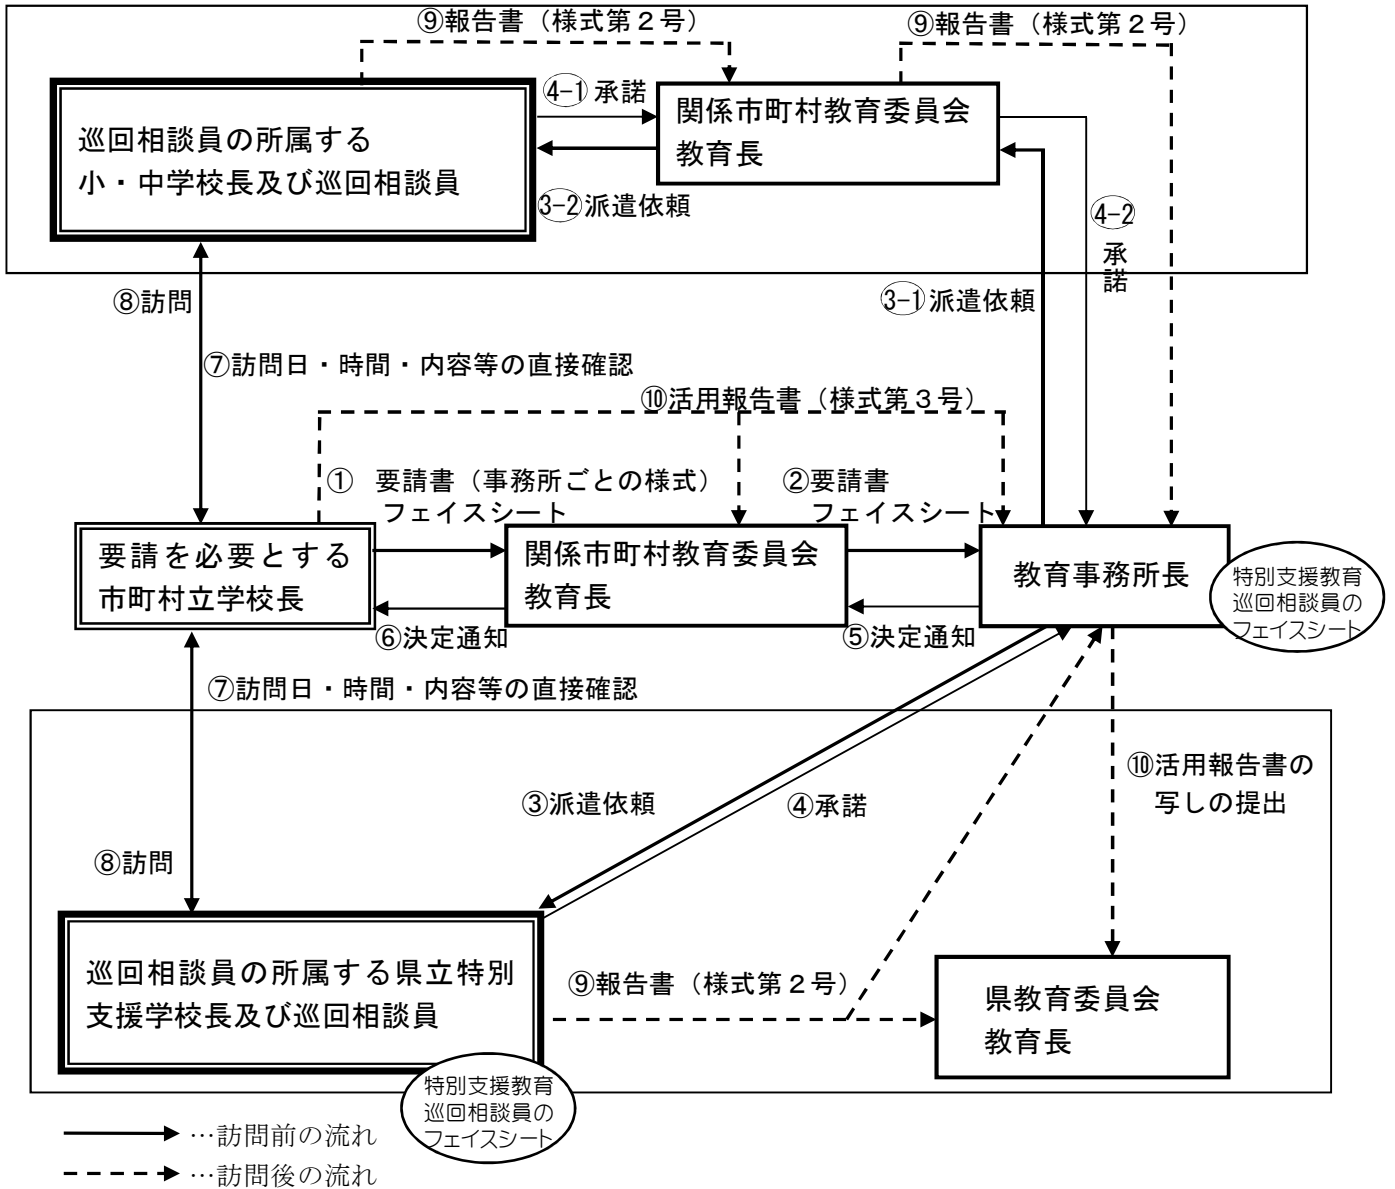 ⑨報告書（様式第２号）
⑨報告書（様式第２号）
巡回相談員の所属する
小・中学校長及び巡回相談員
4-1 承諾
関係市町村教育委員会
教育長
3-2 派遣依頼
4-2
承
諾
3-1 派遣依頼
⑧訪問
⑦訪問日・時間・内容等の直接確認
⑩活用報告書（様式第３号）
① 要請書（事務所ごとの様式）
フェイスシート
②要請書
フェイスシート
要請を必要とする
市町村立学校長
関係市町村教育委員会
教育長
教育事務所長
特別支援教育
巡回相談員の
フェイスシート
⑥決定通知
⑤決定通知
⑦訪問日・時間・内容等の直接確認
③派遣依頼
④承諾
⑩活用報告書の
写しの提出
⑧訪問
巡回相談員の所属する県立特別
支援学校長及び巡回相談員
⑨報告書（様式第２号）
県教育委員会
教育長
特別支援教育
巡回相談員の
フェイスシート
…訪問前の流れ
…訪問後の流れ